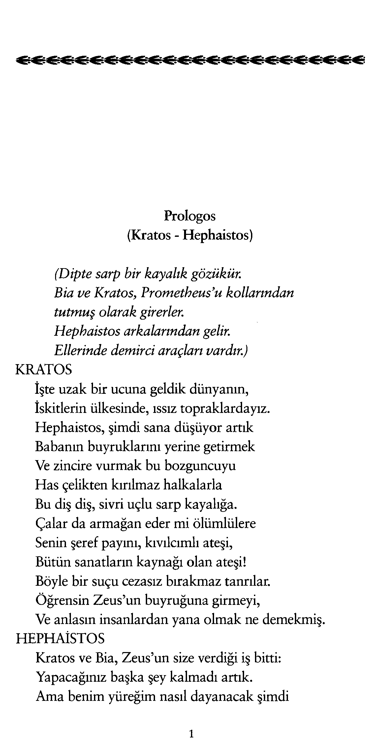 Prologos
(Kratos - Hephaistos)
(Dipte sarp bir kayalık gözükür.
Bia ve Kratos, Prometheus'u kollarından
tutmuş olarak girerler.
Hephaistos arkalarından gelir.
Ellerinde demirci araçları vardır.)
KRATOS
İşte uzak bir ucuna geldik dünyanın,
İskitlerin ülkesinde, ıssız topraklardayız.
Hephaistos, şimdi sana düşüyor artık
Babanın buyruklarını yerine getirmek
Ve zincire vurmak bu bozguncuyu
Has çelikten kırılmaz halkalarla
Bu diş diş, sivri uçlu sarp kayalığa.
Çalar da armağan eder mi ölümlülere
Senin şeref payını, kıvılcımlı ateşi,
Bütün sanatların kaynağı olan ateşi!
Böyle bir suçu cezasız bırakmaz tanrılar.
Öğrensin Zeus'un buyruğuna girmeyi,
Ve anlasın insanlardan yana olmak ne demekmiş.
HEPHAİSTOS
Kratos ve Bia, Zeus'un size verdiği iş bitti:
Yapacağınız başka şey kalmadı artık.
Ama benim yüreğim nasıl dayanacak şimdi
1